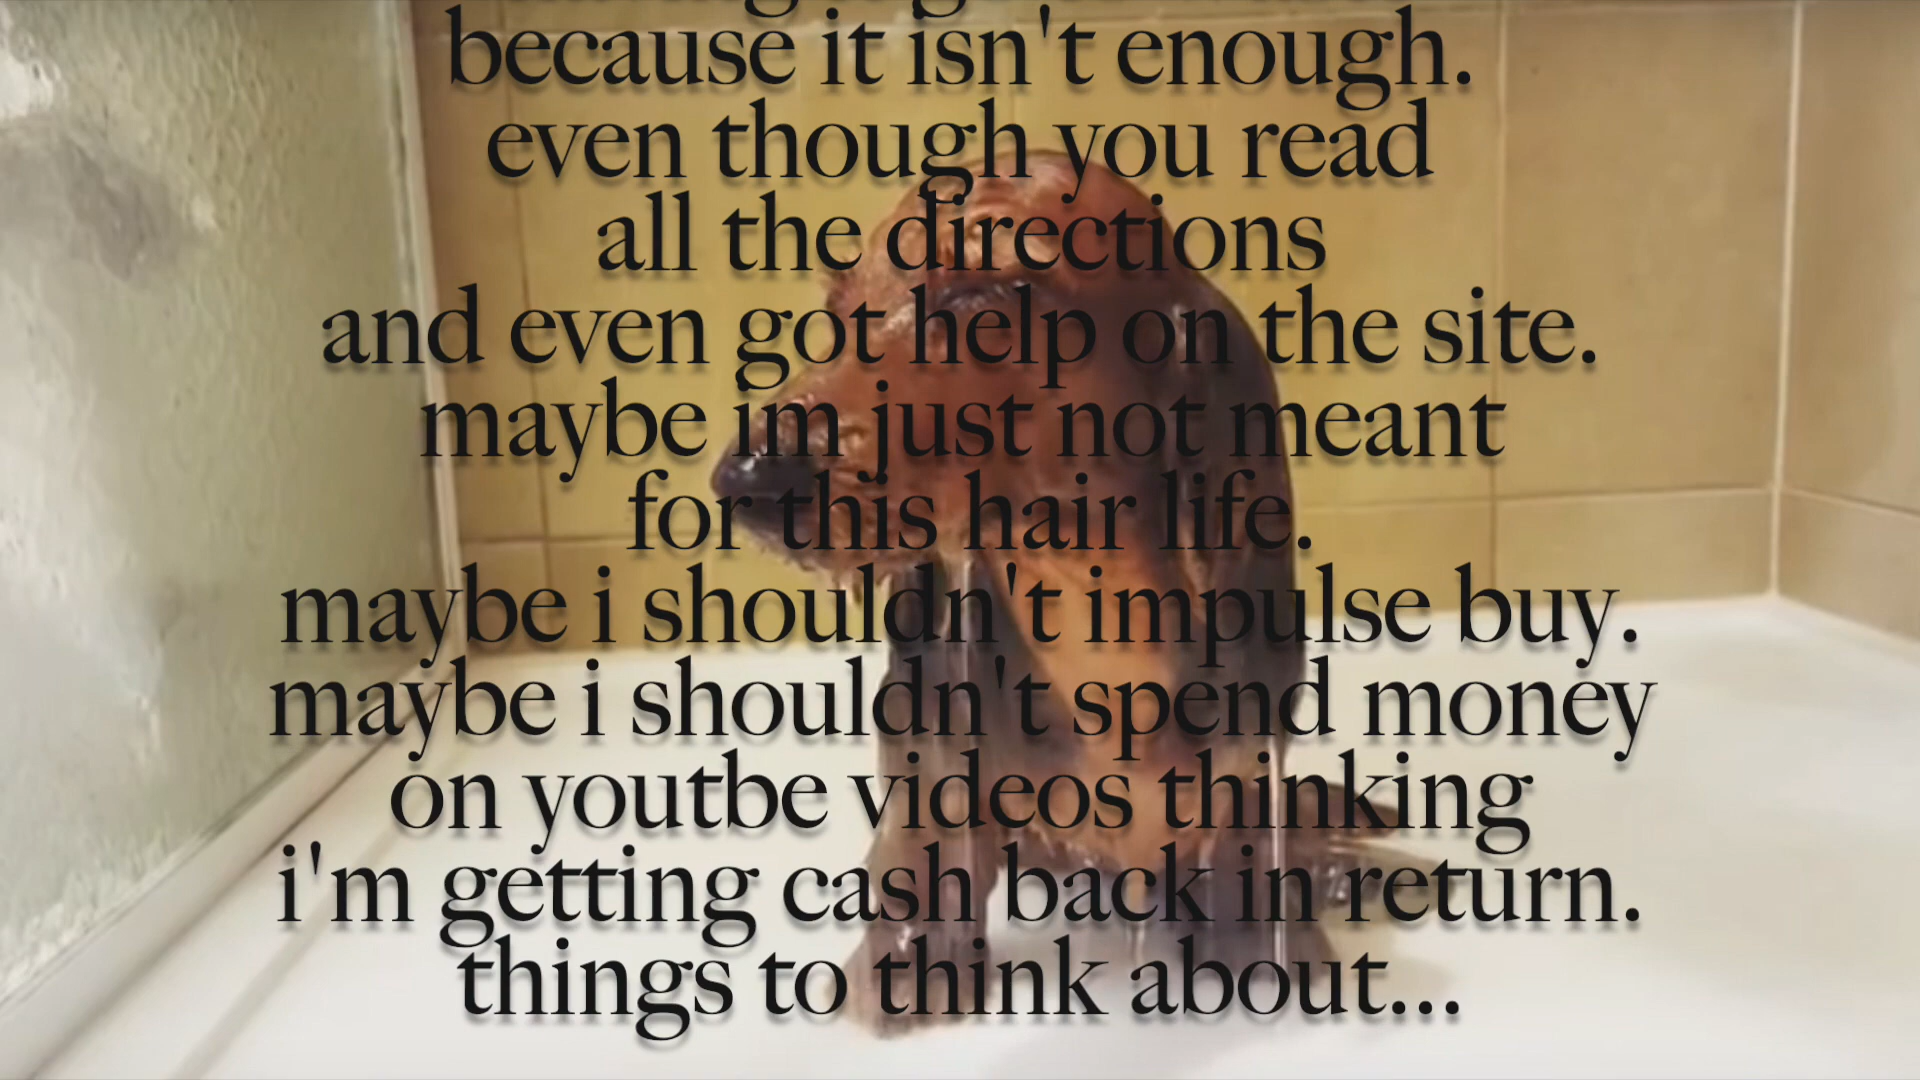 because it isn't enough.
even though you read
all the directions
and even got help on the site.
maybe im just not meant
for this hair life.
maybe i shouldn't impulse buy.
maybe i shouldn't spend money
on youtbe videos thinking
i'm getting cash back in return.
things to think about...